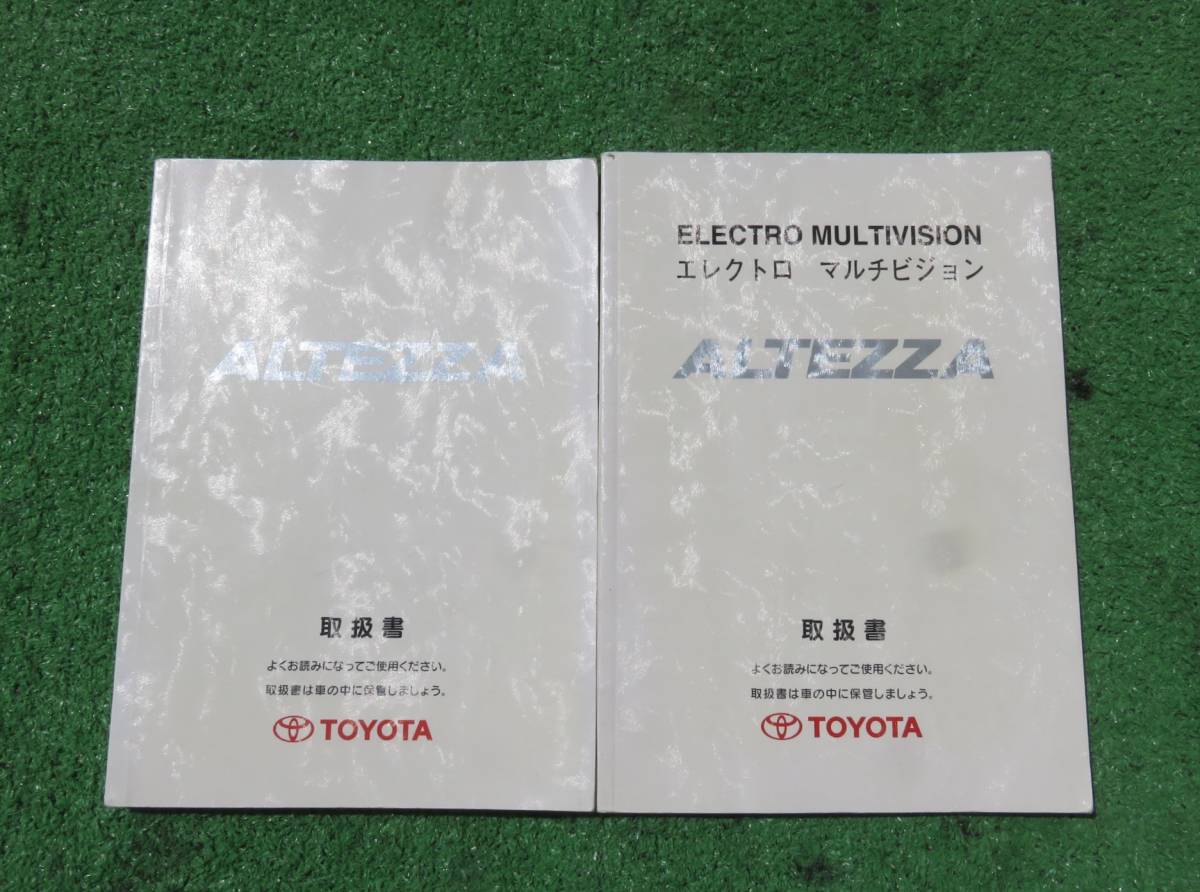 ALTEZZA
取扱書
よくお読みになってご使用ください。
取扱書は車の中に保管しましょう。
TOYOTA
ELECTRO MULTIVISION
エレクトロ マルチビジョン
ALTEZZA
取扱書
よくお読みになってご使用ください。
取扱書は車の中に保管しましょう。
TOYOTA